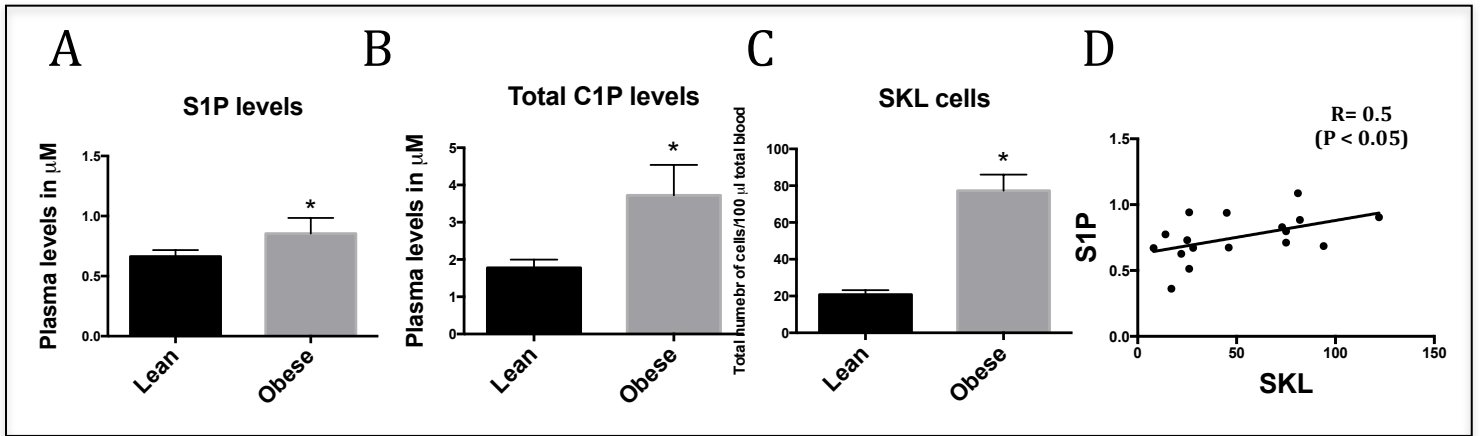 A
S1P levels
Plasma levels in μM
1.5
1.0
0.5
0.0
*
Lean
Obese
B
Total C1P levels
Plasma levels in μM
5
4
3
2
1
0
*
Lean
Obese
C
SKL cells
Total numebr of cells/100 μl total blood
100
80
60
40
20
0
*
Lean
Obese
D
R= 0.5
(P < 0.05)
S1P
1.5
1.0
0.5
0.0
0
50
100
150
SKL